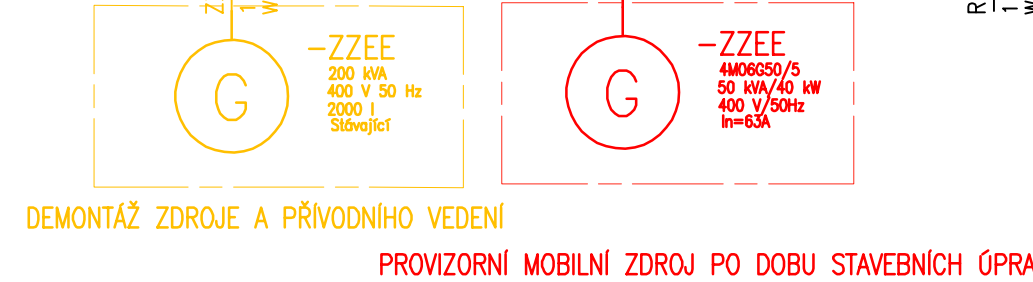 -ZZEE
200 kVA
400 V 50 Hz
2000 l
Stávající
G
-ZZEE
4M06G50/5
50 kVA/40 kW
400 V/50Hz
In=63A
G
DEMONTÁŽ ZDROJE A PŘÍVODNÍHO VEDENÍ
PROVIZORNÍ MOBILNÍ ZDROJ PO DOBU STAVEBNÍCH ÚPRA